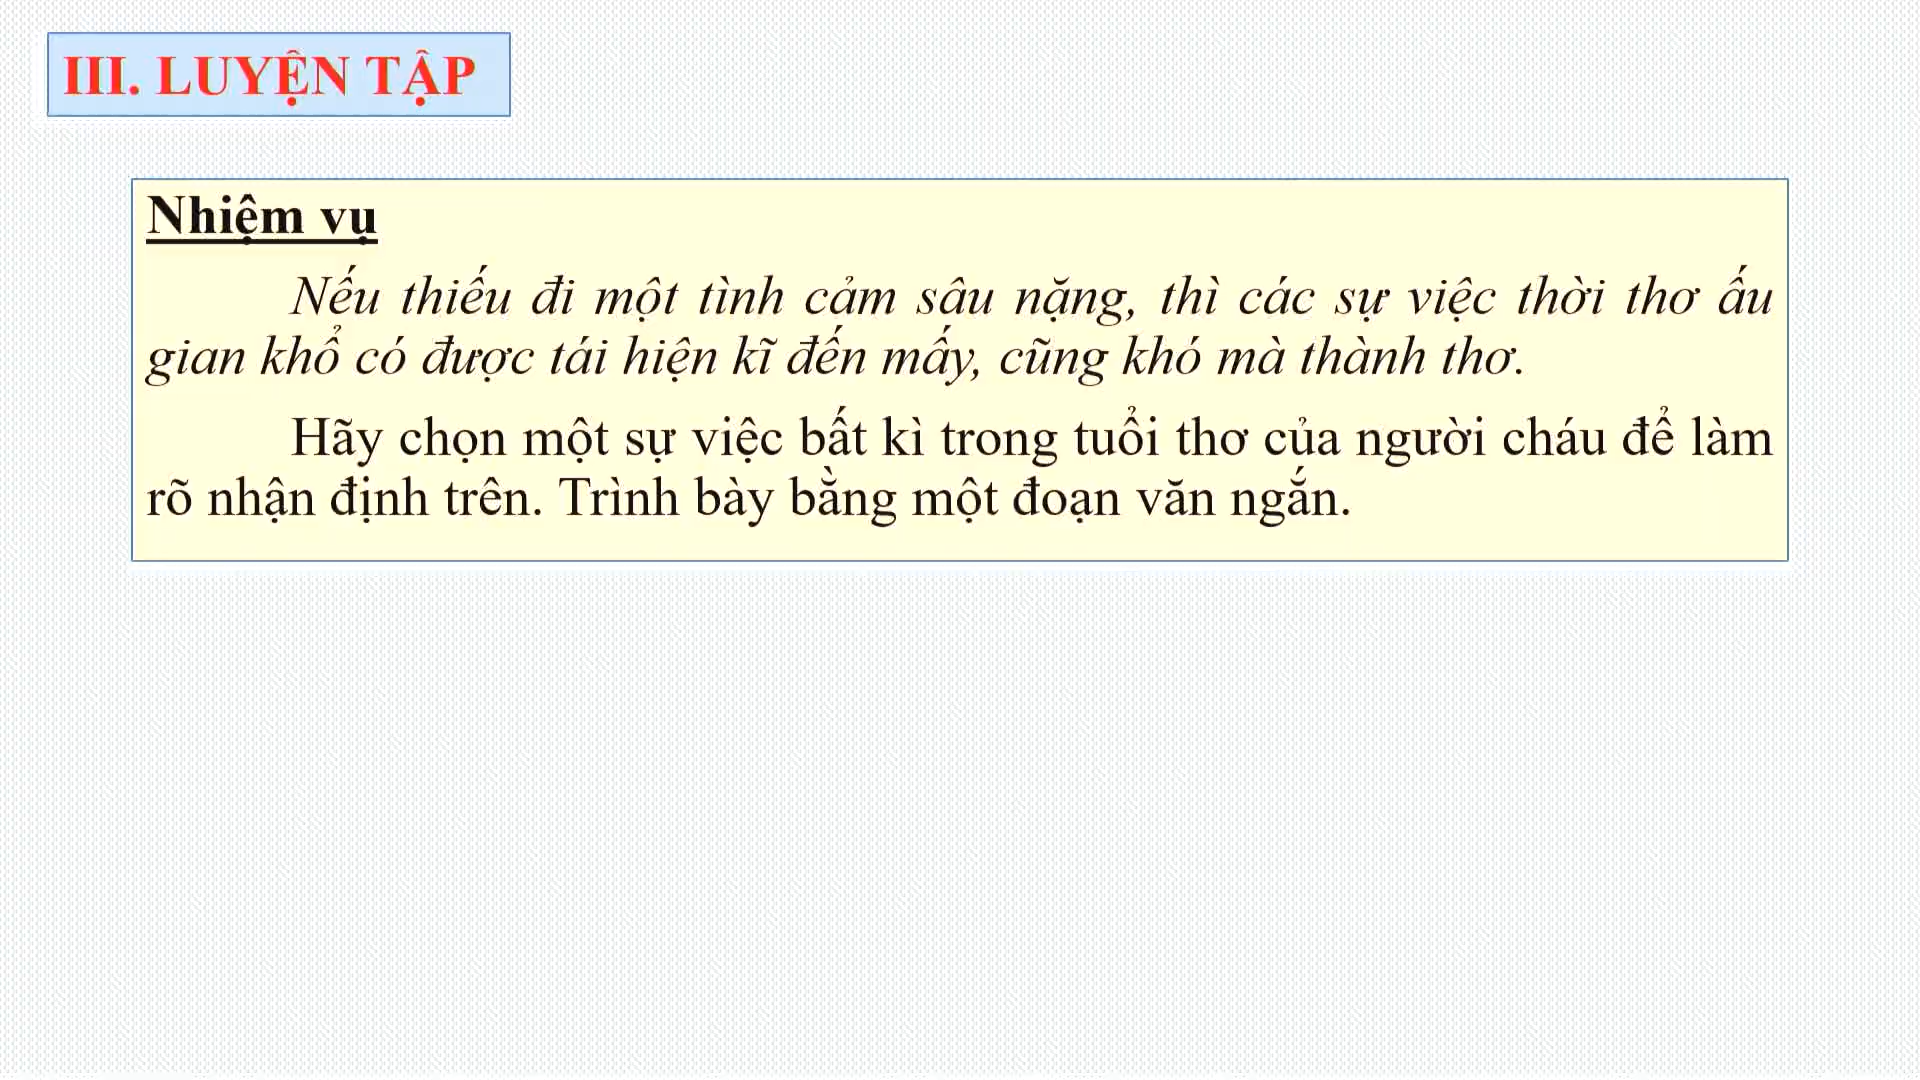 III. LUYỆN TẬP
Nhiệm vụ
Nếu thiếu đi một tình cảm sâu nặng, thì các sự việc thời thơ ấu
gian khổ có được tái hiện kĩ đến mấy, cũng khó mà thành thơ.
Hãy chọn một sự việc bất kì trong tuổi thơ của người cháu để làm
rõ nhận định trên. Trình bày bằng một đoạn văn ngắn.